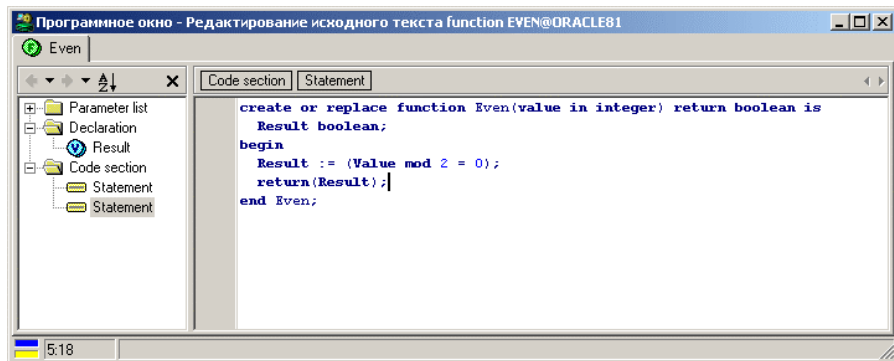 Программное окно - Редактирование исходного текста function EVEN@ORACLE81
Even
Code section Statement
Parameter list
Declaration
Result
Code section
Statement
Statement
create or replace function Even(value in integer) return boolean is
Result boolean;
begin
Result := (Value mod 2 = 0);
return(Result);
end Even;
5:18